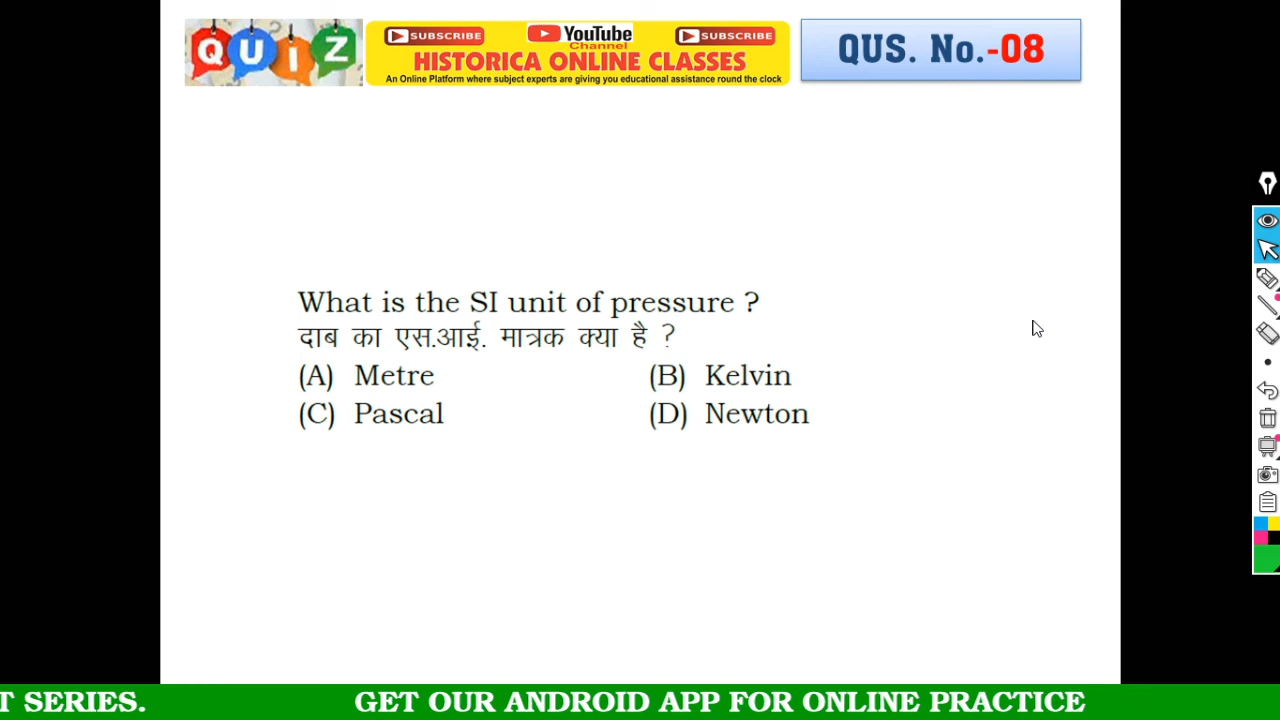 QUIZ
SUBSCRIBE YouTube SUBSCRIBE
Channel
HISTORICA ONLINE CLASSES
An Online Platform where subject experts are giving you educational assistance round the clock
QUS. No.-08
What is the SI unit of pressure ?
दाब का एस.आई. मात्रक क्या है ?
(A) Metre (B) Kelvin
(C) Pascal (D) Newton
T SERIES. GET OUR ANDROID APP FOR ONLINE PRACTICE